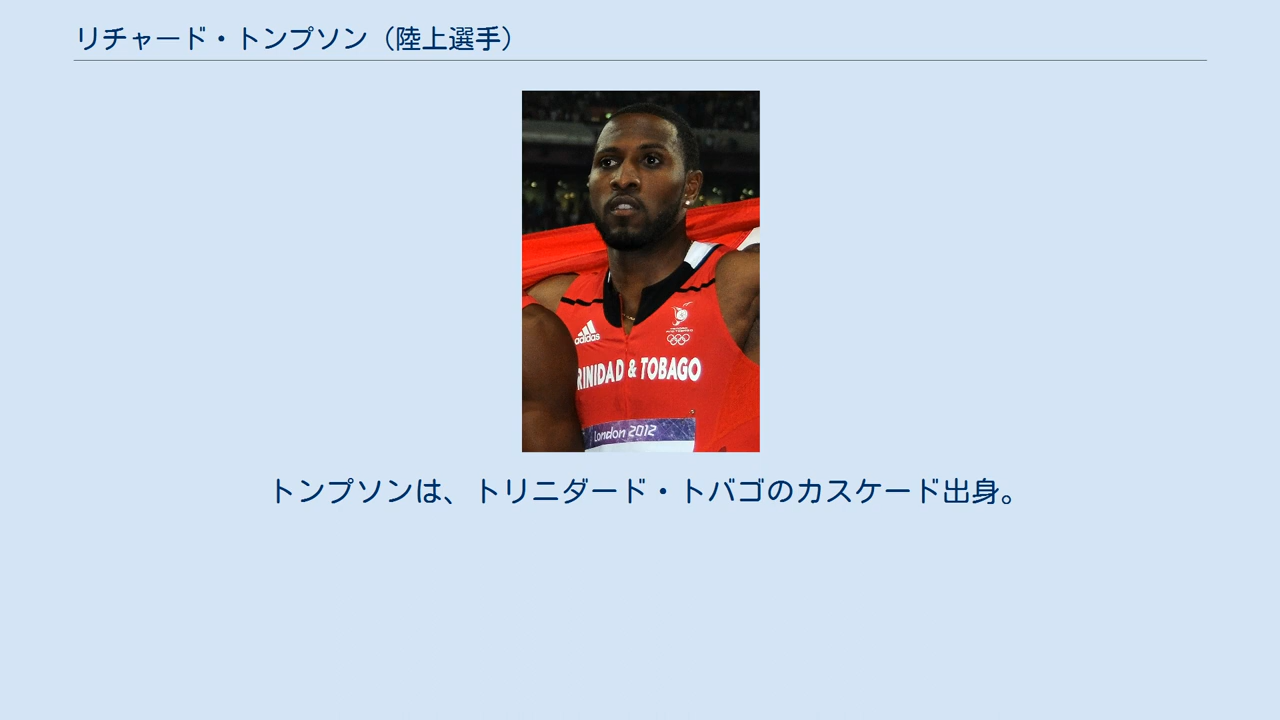 リチャード・トンプソン（陸上選手）
adidas
TRINIDAD & TOBAGO
London 2012
トンプソンは、トリニダード・トバゴのカスケード出身。